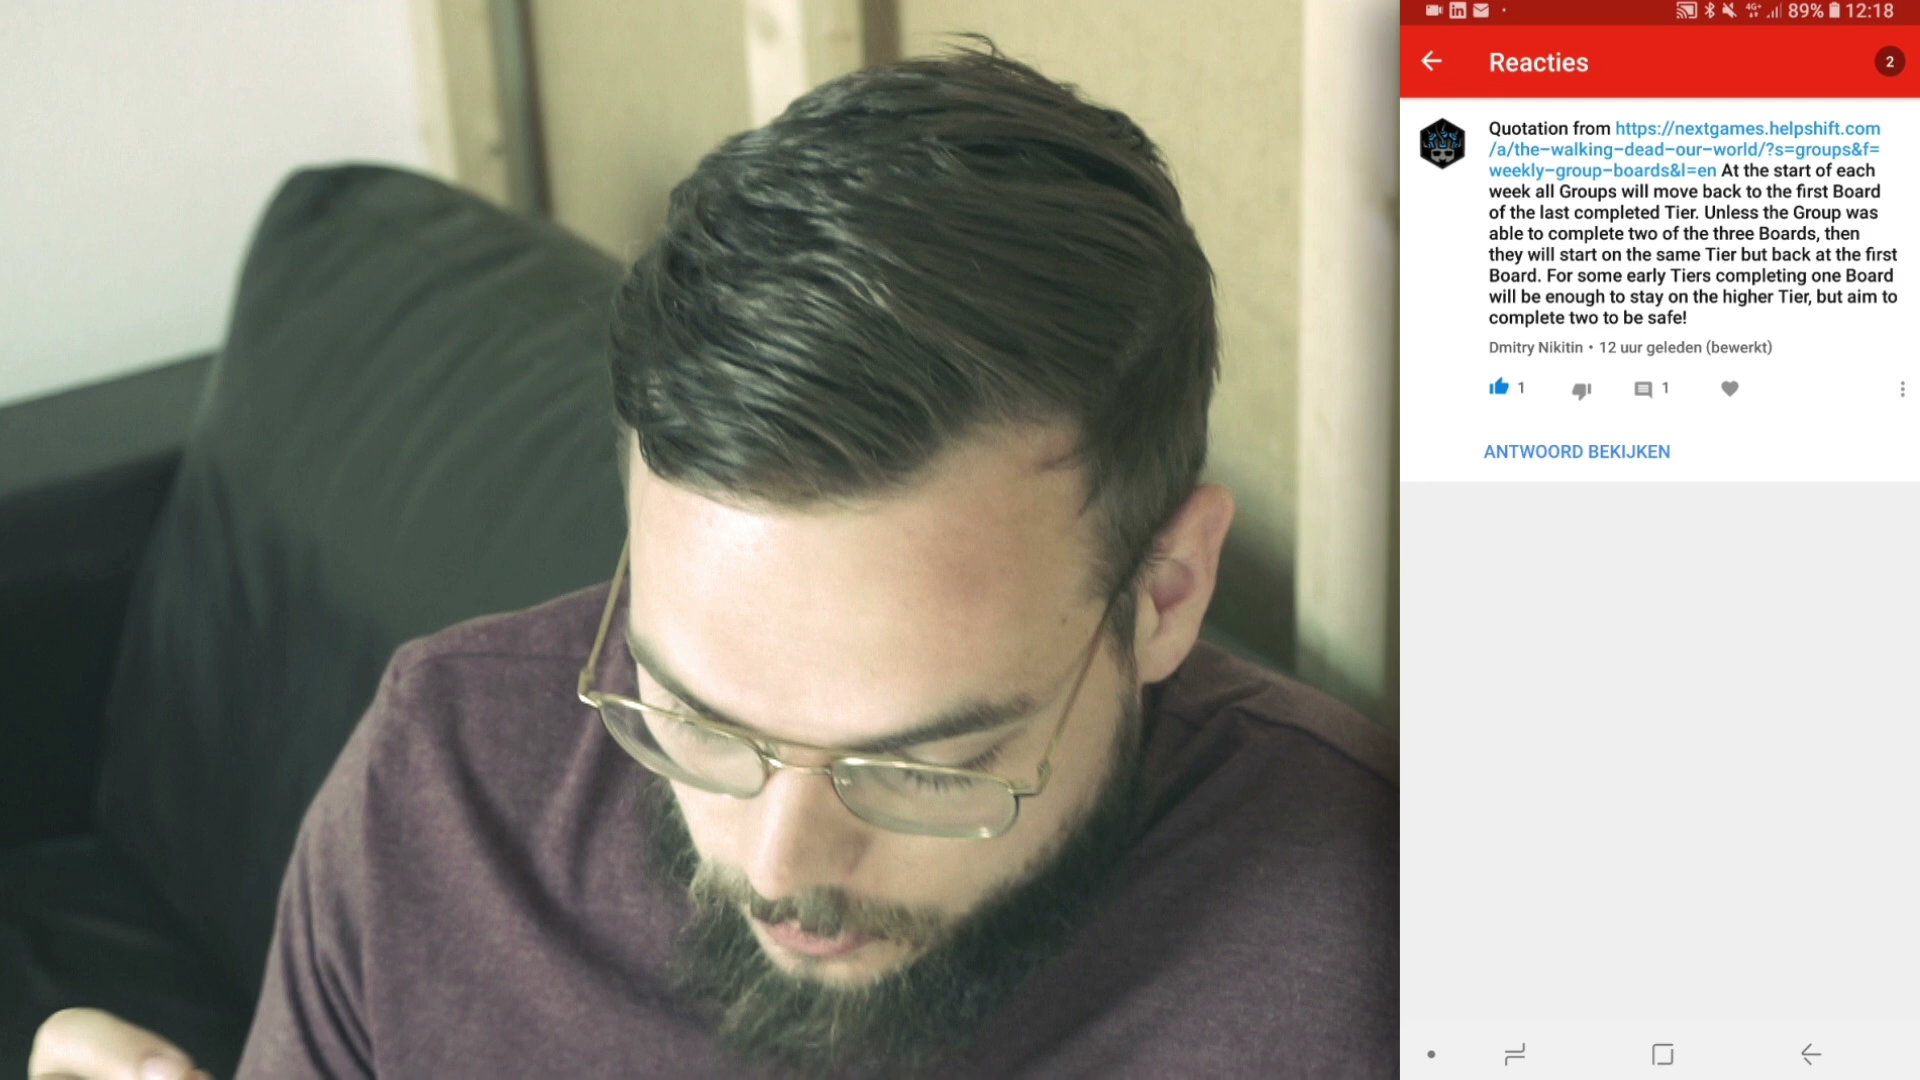 4G+ 89% 12:18
Reacties
2
Quotation from https://nextgames.helpshift.com
/a/the-walking-dead-our-world/?s=groups&f=
weekly-group-boards&l=en At the start of each
week all Groups will move back to the first Board
of the last completed Tier. Unless the Group was
able to complete two of the three Boards, then
they will start on the same Tier but back at the first
Board. For some early Tiers completing one Board
will be enough to stay on the higher Tier, but aim to
complete two to be safe!
Dmitry Nikitin • 12 uur geleden (bewerkt)
1 1
ANTWOORD BEKIJKEN